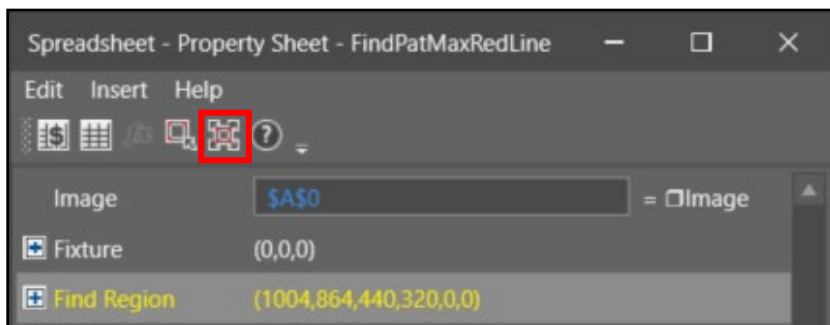 Spreadsheet - Property Sheet - FindPatMaxRedLine
Edit Insert Help
Image $A$0 = Image
Fixture (0,0,0)
Find Region (1004,864,440,320,0,0)